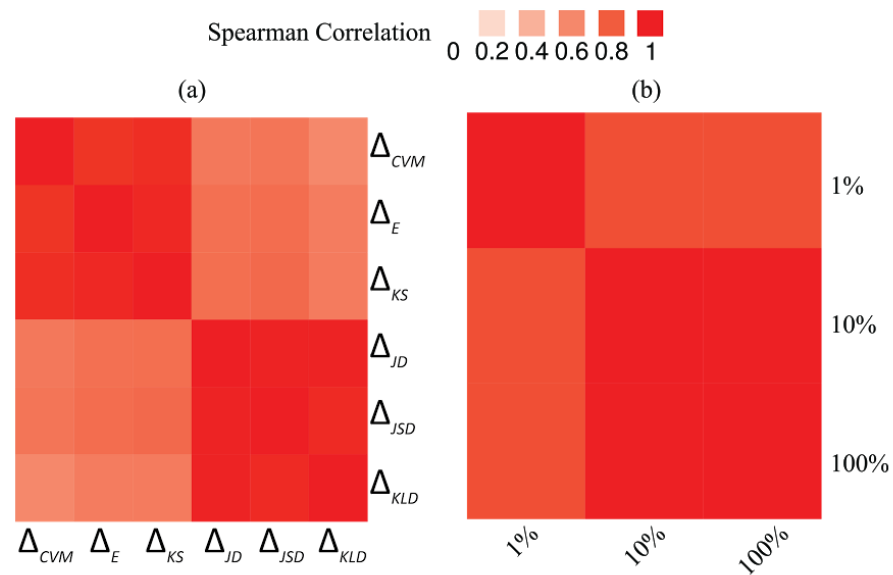 Spearman Correlation
0 0.2 0.4 0.6 0.8 1
(a) (b)
Δ_CVM
Δ_E
Δ_KS
Δ_JD
Δ_JSD
Δ_KLD
Δ_CVM Δ_E Δ_KS Δ_JD Δ_JSD Δ_KLD
1%
10%
100%
1% 10% 100%